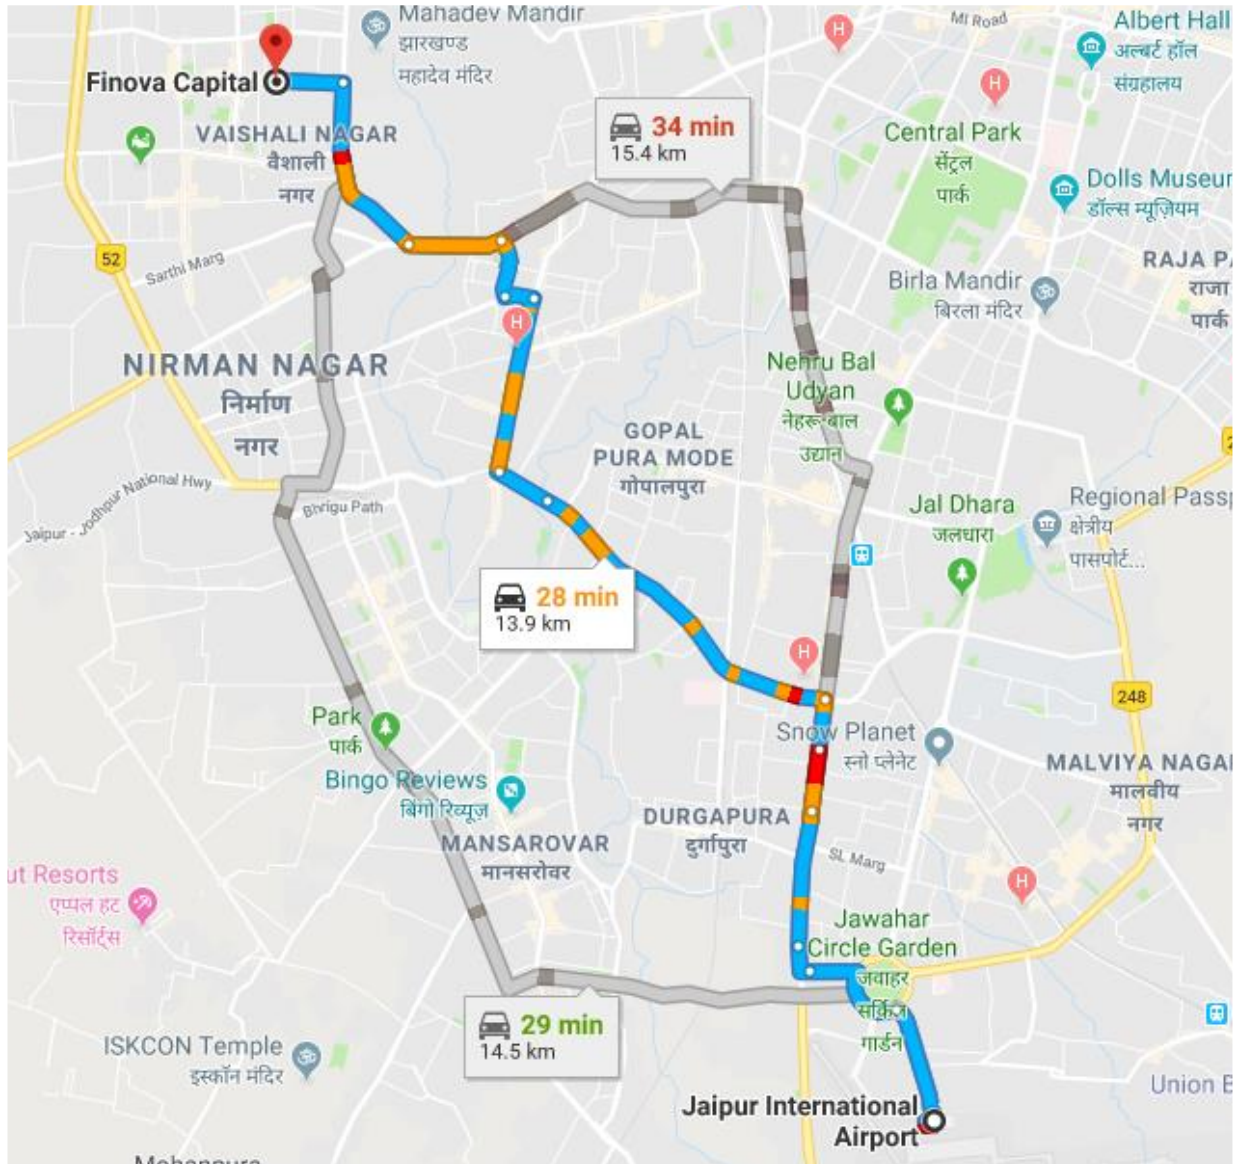 Mahadev Mandir
झारखण्ड
महादेव मंदिर
MI Road
Albert Hall
अल्बर्ट हॉल
संग्रहालय
Finova Capital
H
H
VAISHALI NAGAR
वैशाली
नगर
34 min
15.4 km
Central Park
सेंट्रल
पार्क
Dolls Museum
डॉल्स म्यूज़ियम
52
Sarthi Marg
RAJA PA
राजा
पार्क
Birla Mandir
बिरला मंदिर
H
NIRMAN NAGAR
निर्माण
नगर
Nehru Bal
Udyan
नेहरू बाल
उद्यान
GOPAL
PURA MODE
गोपालपुरा
2
Jaipur - Jodhpur National Hwy
Bhrigu Path
Jal Dhara
जलधारा
Regional Passp
क्षेत्रीय
पासपोर्ट...
28 min
13.9 km
H
248
Park
पार्क
Snow Planet
स्नो प्लेनेट
MALVIYA NAGA
मालवीय
नगर
Bingo Reviews
बिंगो रिव्यूज़
MANSAROVAR
मानसरोवर
DURGAPURA
दुर्गापुरा
SL Marg
H
ut Resorts
एप्पल हट
रिसॉर्ट्स
Jawahar
Circle Garden
जवाहर
सर्किल
गार्डन
29 min
14.5 km
ISKCON Temple
इस्कॉन मंदिर
Union B
Jaipur International
Airport